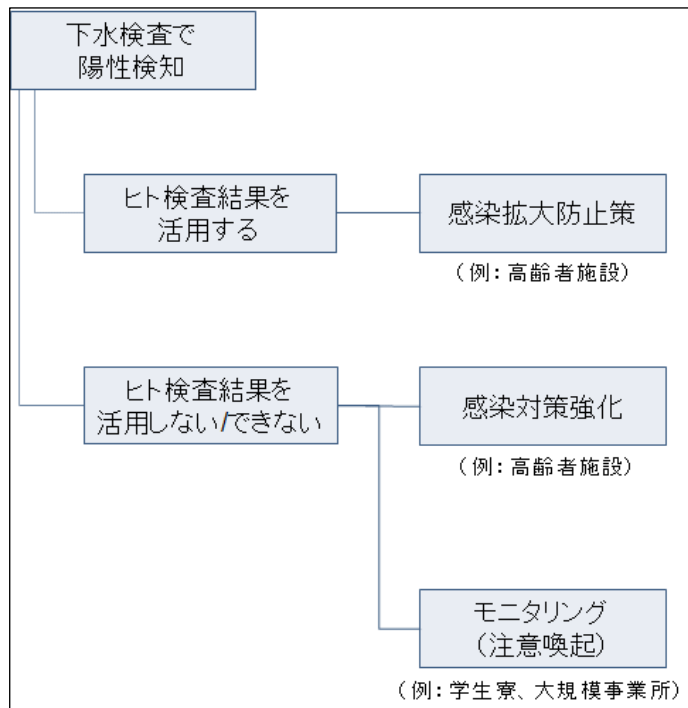 下水検査で
陽性検知
ヒト検査結果を
活用する
感染拡大防止策
(例:高齢者施設)
ヒト検査結果を
活用しない/できない
感染対策強化
(例:高齢者施設)
モニタリング
(注意喚起)
(例:学生寮、大規模事業所)